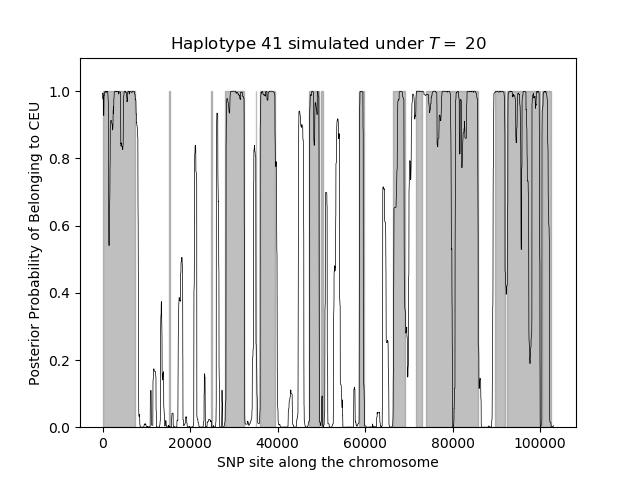 Haplotype 41 simulated under T = 20
Posterior Probability of Belonging to CEU
1.0
0.8
0.6
0.4
0.2
0.0
0 20000 40000 60000 80000 100000
SNP site along the chromosome